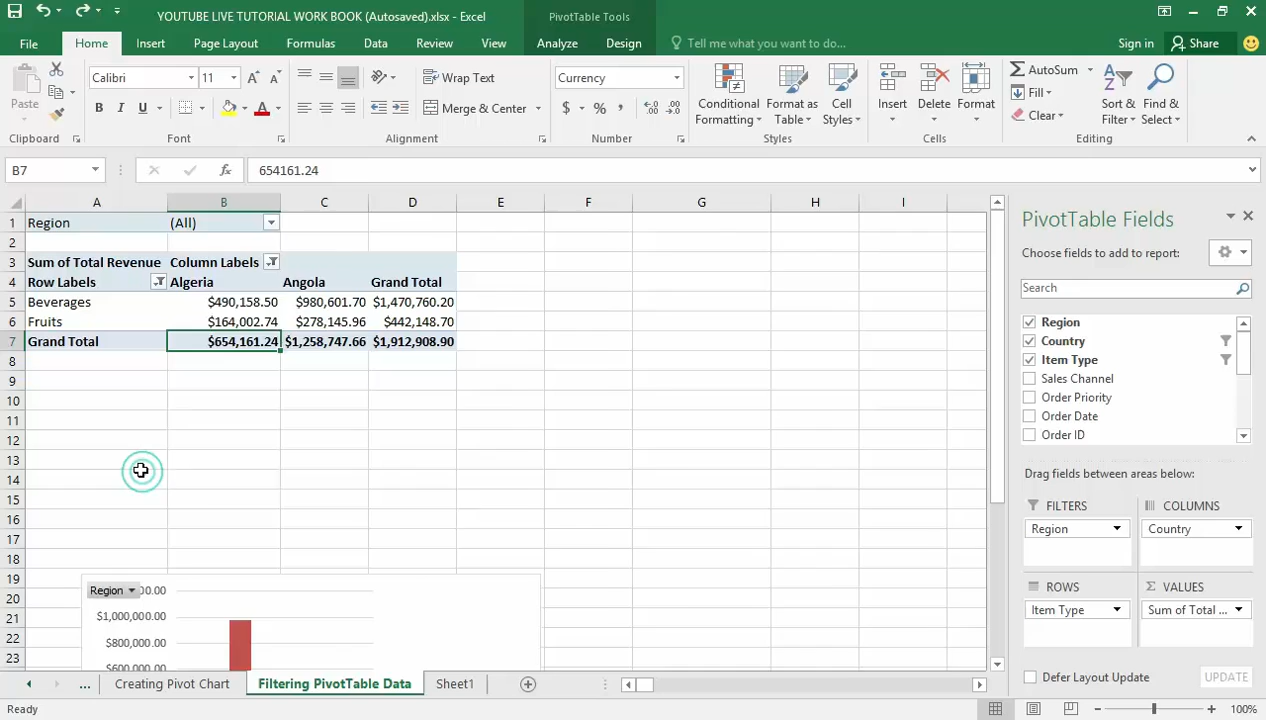 YOUTUBE LIVE TUTORIAL WORK BOOK (Autosaved).xlsx - Excel
PivotTable Tools
File Home Insert Page Layout Formulas Data Review View Analyze Design Tell me what you want to do... Sign in Share
Paste
Calibri 11
Wrap Text
Merge & Center
Currency
$ % ,
Conditional Formatting
Format as Table
Cell Styles
Insert Delete Format
AutoSum
Fill
Clear
Sort & Filter
Find & Select
Clipboard Font Alignment Number Styles Cells Editing
B7 fx 654161.24
A B C D E F G H I
1 Region (All)
2
3 Sum of Total Revenue Column Labels
4 Row Labels Algeria Angola Grand Total
5 Beverages $490,158.50 $980,601.70 $1,470,760.20
6 Fruits $164,002.74 $278,145.96 $442,148.70
7 Grand Total $654,161.24 $1,258,747.66 $1,912,908.90
8
9
10
11
12
13
14
15
16
17
18
19
20
21
22
23
Region
00.00
$1,000,000.00
$800,000.00
$600,000.00
PivotTable Fields
Choose fields to add to report:
Search
Region
Country
Item Type
Sales Channel
Order Priority
Order Date
Order ID
Drag fields between areas below:
FILTERS COLUMNS
Region Country
ROWS Σ VALUES
Item Type Sum of Total ...
Defer Layout Update UPDATE
... Creating Pivot Chart Filtering PivotTable Data Sheet1
Ready 100%